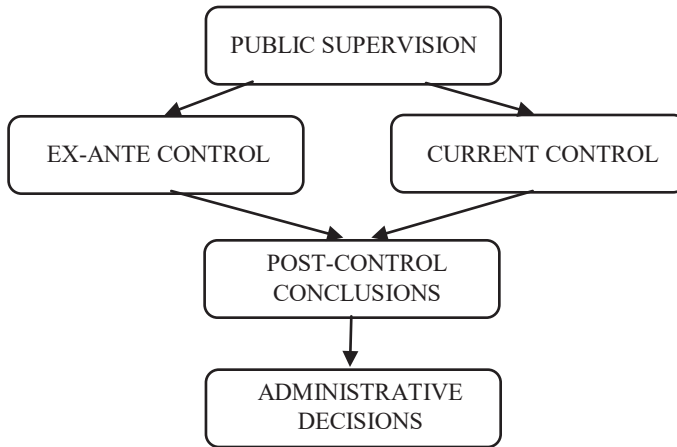 PUBLIC SUPERVISION
EX-ANTE CONTROL
CURRENT CONTROL
POST-CONTROL
CONCLUSIONS
ADMINISTRATIVE
DECISIONS